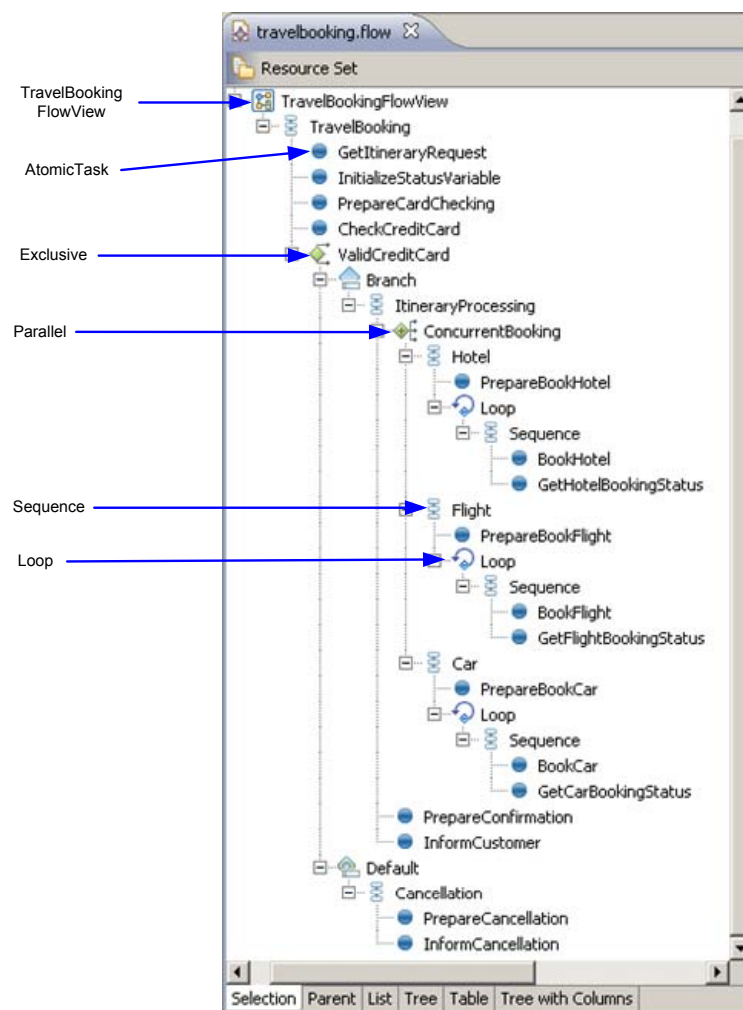 travelbooking.flow
Resource Set
TravelBooking
FlowView
TravelBookingFlowView
TravelBooking
AtomicTask
GetItineraryRequest
InitializeStatusVariable
PrepareCardChecking
CheckCreditCard
Exclusive
ValidCreditCard
Branch
ItineraryProcessing
Parallel
ConcurrentBooking
Hotel
PrepareBookHotel
Loop
Sequence
BookHotel
GetHotelBookingStatus
Sequence
Flight
PrepareBookFlight
Loop
Loop
Sequence
BookFlight
GetFlightBookingStatus
Car
PrepareBookCar
Loop
Sequence
BookCar
GetCarBookingStatus
PrepareConfirmation
InformCustomer
Default
Cancellation
PrepareCancellation
InformCancellation
Selection Parent List Tree Table Tree with Columns